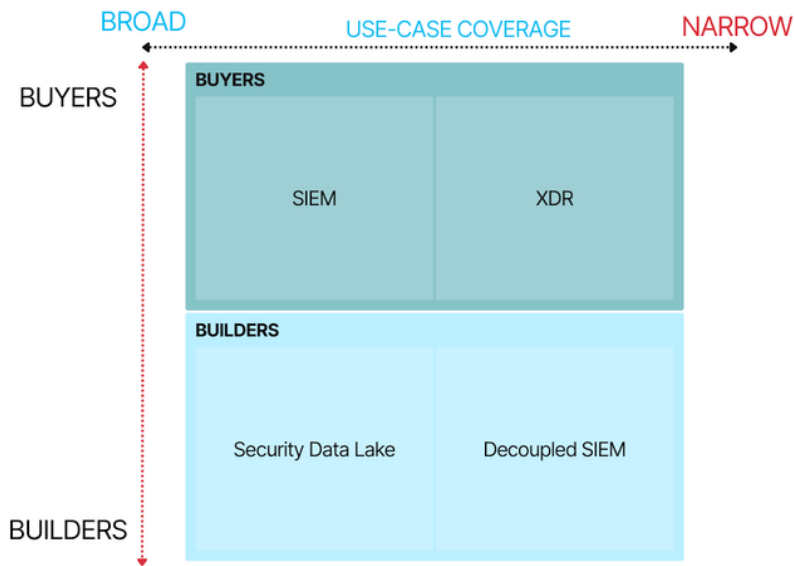 BROAD
USE-CASE COVERAGE
NARROW
BUYERS
BUYERS
SIEM
XDR
BUILDERS
Security Data Lake
Decoupled SIEM
BUILDERS